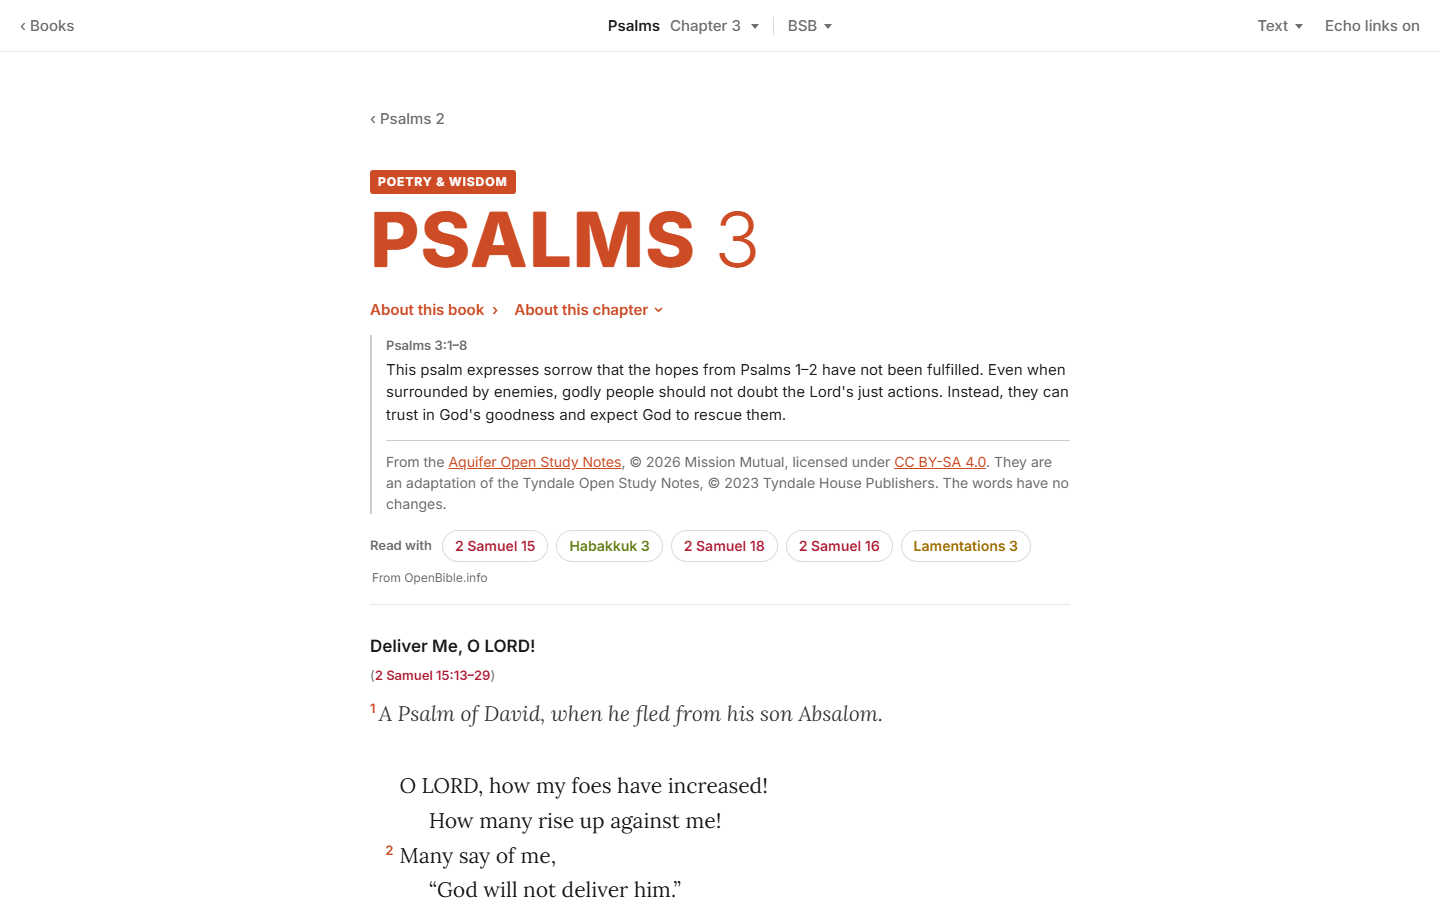 ‹ Books
Psalms Chapter 3
BSB
Text
Echo links on
‹ Psalms 2
POETRY & WISDOM
PSALMS 3
About this book ›
About this chapter
Psalms 3:1–8
This psalm expresses sorrow that the hopes from Psalms 1–2 have not been fulfilled. Even when
surrounded by enemies, godly people should not doubt the Lord's just actions. Instead, they can
trust in God's goodness and expect God to rescue them.
From the Aquifer Open Study Notes, © 2026 Mission Mutual, licensed under CC BY-SA 4.0. They are
an adaptation of the Tyndale Open Study Notes, © 2023 Tyndale House Publishers. The words have no
changes.
Read with 2 Samuel 15 Habakkuk 3 2 Samuel 18 2 Samuel 16 Lamentations 3
From OpenBible.info
Deliver Me, O LORD!
(2 Samuel 15:13–29)
1 A Psalm of David, when he fled from his son Absalom.
O LORD, how my foes have increased!
How many rise up against me!
2 Many say of me,
“God will not deliver him.”